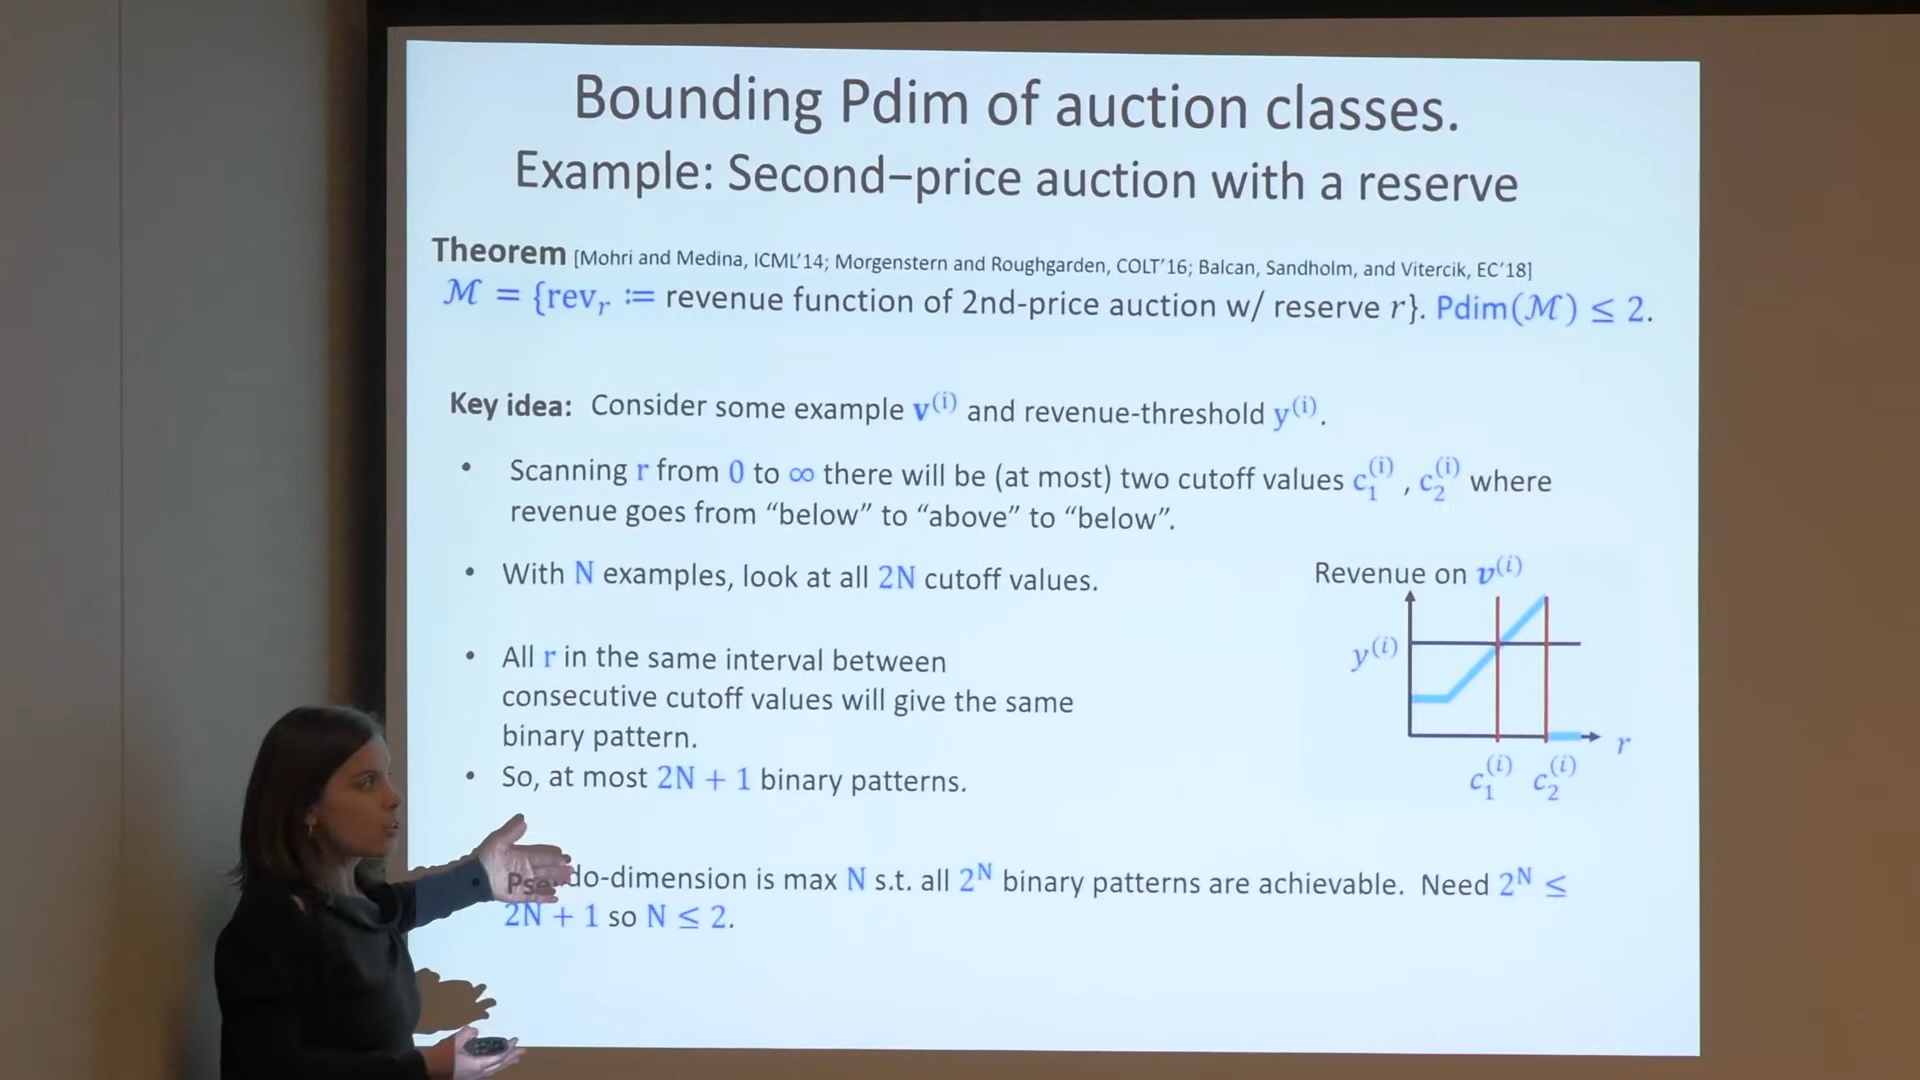 Bounding Pdim of auction classes.
Example: Second–price auction with a reserve
Theorem [Mohri and Medina, ICML'14; Morgenstern and Roughgarden, COLT'16; Balcan, Sandholm, and Vitercik, EC'18]
ℳ = {rev_r := revenue function of 2nd-price auction w/ reserve r}. Pdim(ℳ) ≤ 2.
Key idea: Consider some example v^(i) and revenue-threshold y^(i).
• Scanning r from 0 to ∞ there will be (at most) two cutoff values c_1^(i) , c_2^(i) where
revenue goes from “below” to “above” to “below”.
• With N examples, look at all 2N cutoff values.
• All r in the same interval between
consecutive cutoff values will give the same
binary pattern.
• So, at most 2N + 1 binary patterns.
Revenue on v^(i)
y^(i)
r
c_1^(i) c_2^(i)
Pseudo-dimension is max N s.t. all 2^N binary patterns are achievable. Need 2^N ≤
2N + 1 so N ≤ 2.